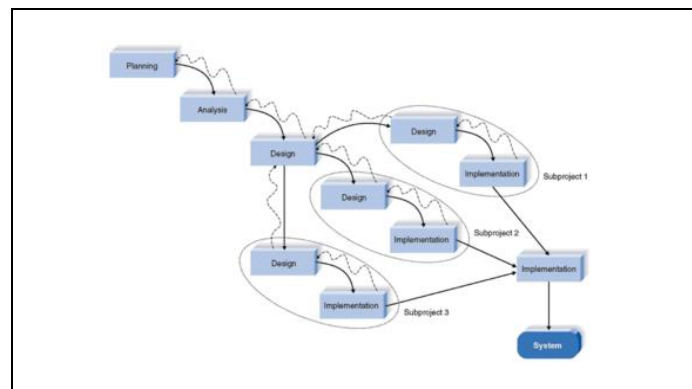 Planning
Analysis
Design
Design
Implementation
Subproject 1
Design
Implementation
Subproject 2
Design
Implementation
Subproject 3
Implementation
System